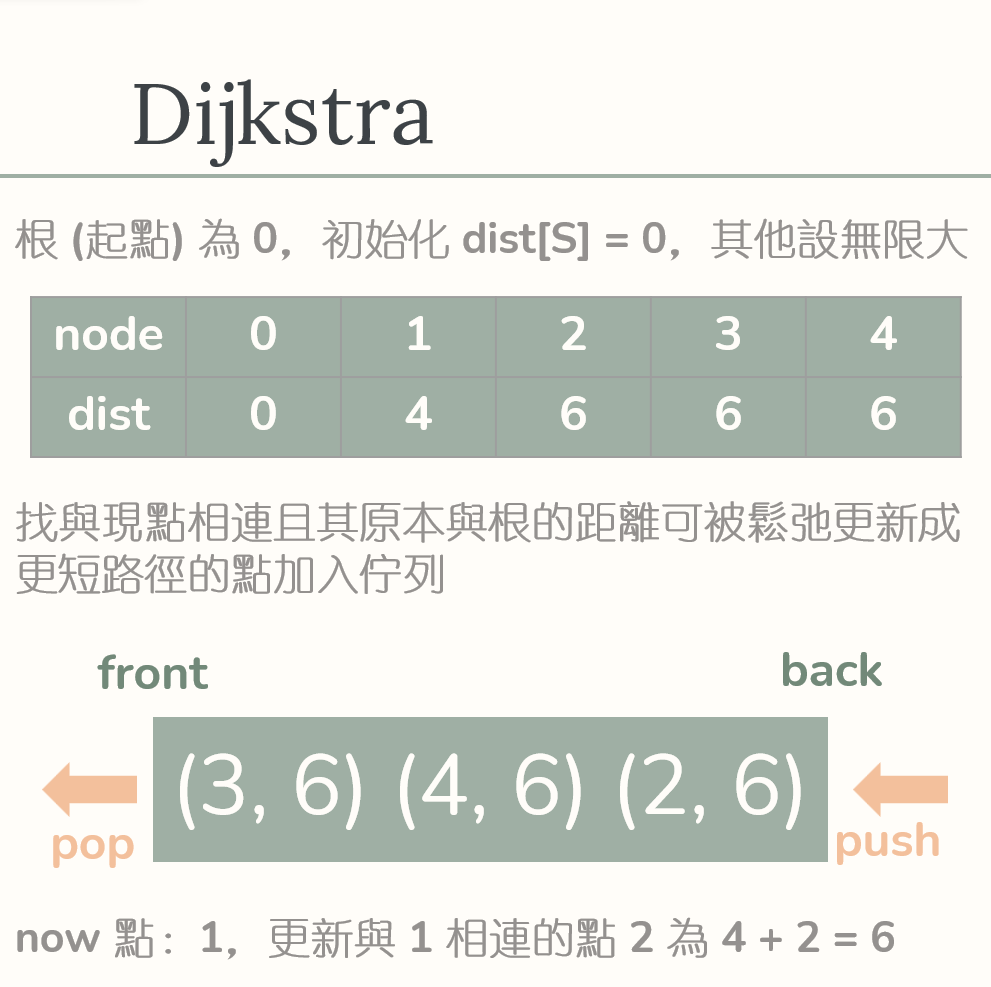 Dijkstra
根 (起點) 為 0，初始化 dist[S] = 0，其他設無限大
node 0 1 2 3 4
dist 0 4 6 6 6
找與現點相連且其原本與根的距離可被鬆弛更新成
更短路徑的點加入佇列
front back
(3, 6) (4, 6) (2, 6)
pop push
now 點：1，更新與 1 相連的點 2 為 4 + 2 = 6